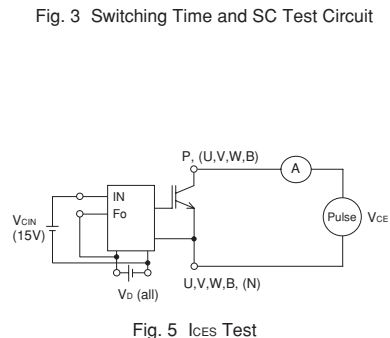 Fig. 3 Switching Time and SC Test Circuit
P, (U,V,W,B)
A
IN
Fo
VCIN
(15V)
Pulse
VCE
VD (all)
U,V,W,B, (N)
Fig. 5 ICES Test